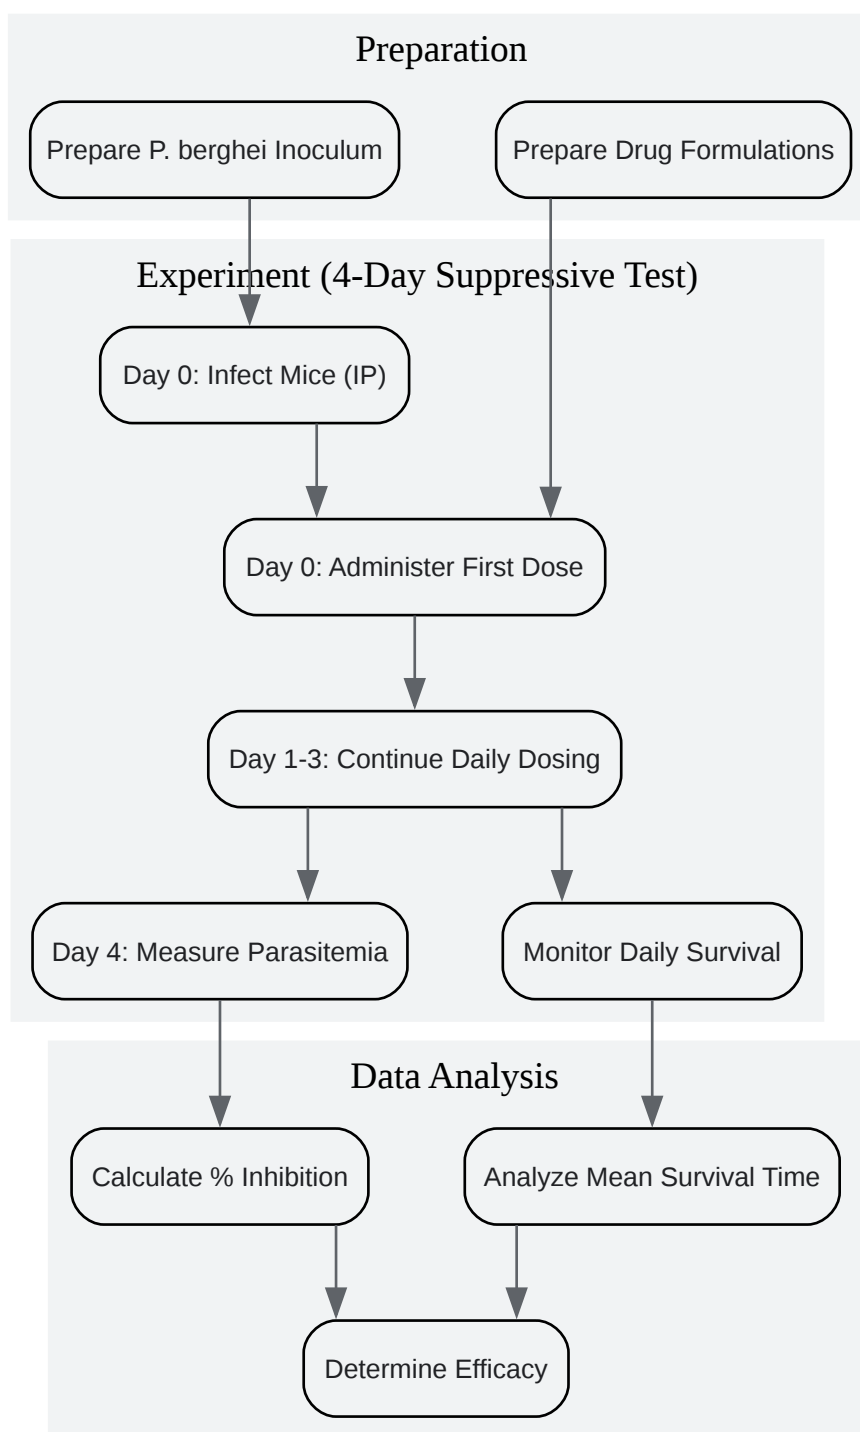 Preparation
Prepare P. berghei Inoculum
Prepare Drug Formulations
Experiment (4-Day Suppressive Test)
Day 0: Infect Mice (IP)
Day 0: Administer First Dose
Day 1-3: Continue Daily Dosing
Day 4: Measure Parasitemia
Monitor Daily Survival
Data Analysis
Calculate % Inhibition
Analyze Mean Survival Time
Determine Efficacy